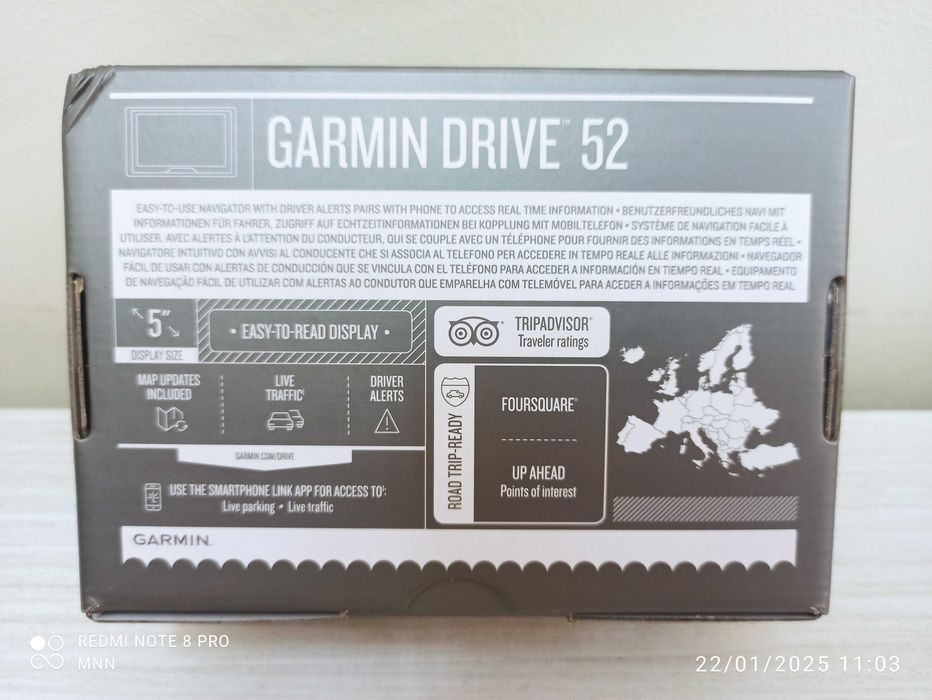 GARMIN DRIVE™ 52
EASY-TO-USE NAVIGATOR WITH DRIVER ALERTS PAIRS WITH PHONE TO ACCESS REAL TIME INFORMATION • BENUTZERFREUNDLICHES NAVI MIT
INFORMATIONEN FÜR FAHRER, ZUGRIFF AUF ECHTZEITINFORMATIONEN BEI KOPPLUNG MIT MOBILTELEFON • SYSTÈME DE NAVIGATION FACILE À
UTILISER, AVEC ALERTES À L'ATTENTION DU CONDUCTEUR, QUI SE COUPLE AVEC UN TÉLÉPHONE POUR FOURNIR DES INFORMATIONS EN TEMPS RÉEL •
NAVIGATORE INTUITIVO CON AVVISI AL CONDUCENTE CHE SI ASSOCIA AL TELEFONO PER ACCEDERE IN TEMPO REALE ALLE INFORMAZIONI • NAVEGADOR
FÁCIL DE USAR CON ALERTAS DE CONDUCCIÓN QUE SE VINCULA CON EL TELÉFONO PARA ACCEDER A INFORMACIÓN EN TIEMPO REAL • EQUIPAMENTO
DE NAVEGAÇÃO FÁCIL DE UTILIZAR COM ALERTAS AO CONDUTOR QUE EMPARELHA COM TELEMÓVEL PARA ACEDER A INFORMAÇÕES EM TEMPO REAL
5"
DISPLAY SIZE
• EASY-TO-READ DISPLAY •
MAP UPDATES
INCLUDED
LIVE
TRAFFIC¹
DRIVER
ALERTS
GARMIN.COM/DRIVE
USE THE SMARTPHONE LINK APP FOR ACCESS TO¹:
Live parking • Live traffic
TRIPADVISOR®
Traveler ratings
ROAD TRIP-READY
FOURSQUARE®
UP AHEAD
Points of interest
GARMIN.
REDMI NOTE 8 PRO
MNN
22/01/2025 11:03